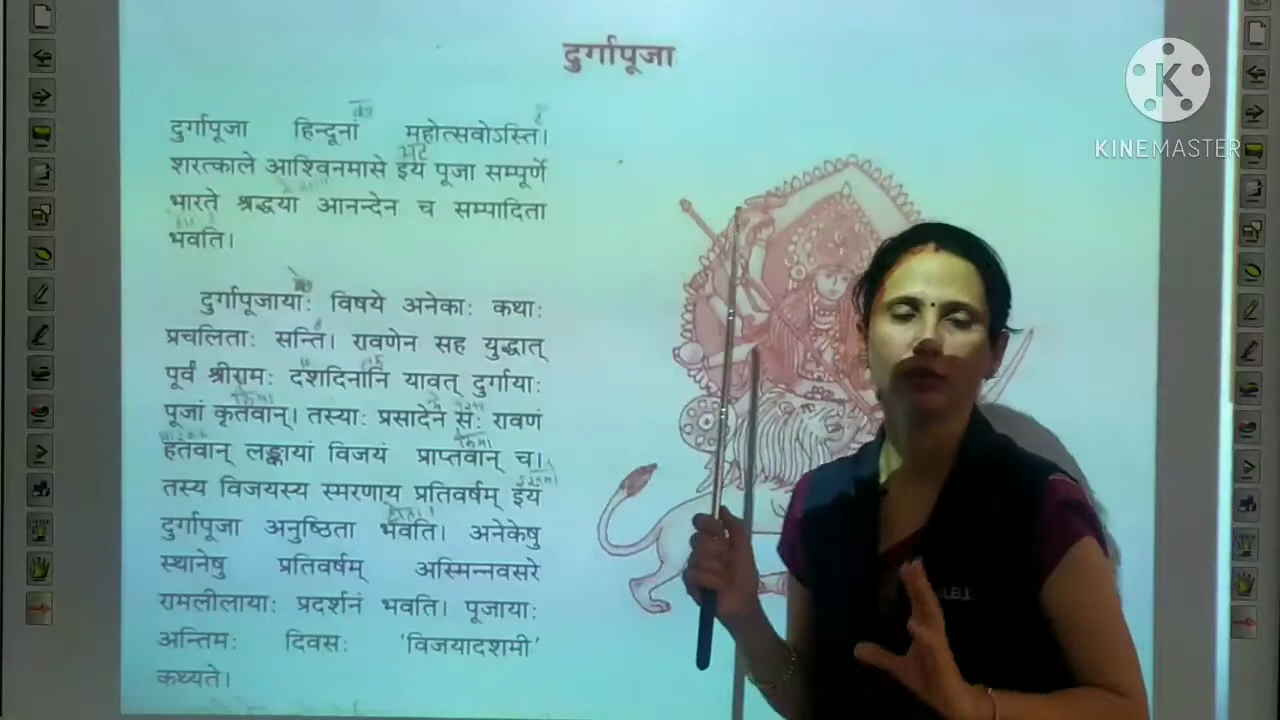 दुर्गापूजा
KINEMASTER
दुर्गापूजा हिन्दूनां महोत्सवोऽस्ति।
शरत्काले आश्विनमासे इयं पूजा सम्पूर्णे
भारते श्रद्धया आनन्देन च सम्पादिता
भवति।
दुर्गापूजायाः विषये अनेकाः कथाः
प्रचलिताः सन्ति। रावणेन सह युद्धात्
पूर्वं श्रीरामः दशदिनानि यावत् दुर्गायाः
पूजां कृतवान्। तस्याः प्रसादेन सः रावणं
हतवान् लङ्कायां विजयं प्राप्तवान् च।
तस्य विजयस्य स्मरणाय प्रतिवर्षम् इयं
दुर्गापूजा अनुष्ठिता भवति। अनेकेषु
स्थानेषु प्रतिवर्षम् अस्मिन्नवसरे
रामलीलायाः प्रदर्शनं भवति। पूजायाः
अन्तिमः दिवसः 'विजयादशमी'
कथ्यते।